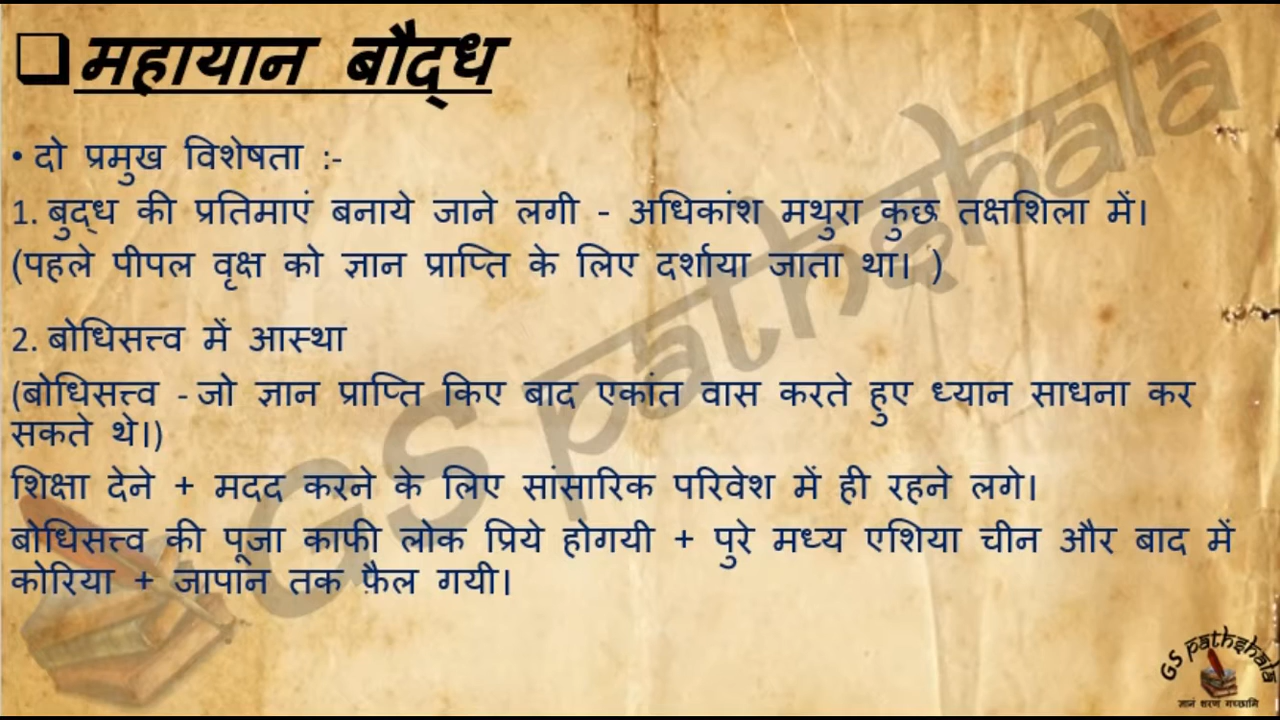 महायान बौद्ध
• दो प्रमुख विशेषता :-
1. बुद्ध की प्रतिमाएं बनाये जाने लगी - अधिकांश मथुरा कुछ तक्षशिला में।
(पहले पीपल वृक्ष को ज्ञान प्राप्ति के लिए दर्शाया जाता था। )
2. बोधिसत्त्व में आस्था
(बोधिसत्त्व - जो ज्ञान प्राप्ति किए बाद एकांत वास करते हुए ध्यान साधना कर
सकते थे।)
शिक्षा देने + मदद करने के लिए सांसारिक परिवेश में ही रहने लगे।
बोधिसत्त्व की पूजा काफी लोक प्रिये होगयी + पुरे मध्य एशिया चीन और बाद में
कोरिया + जापान तक फ़ैल गयी।
GS pathshala
GS pathshala
ज्ञानं शरणं गच्छामि